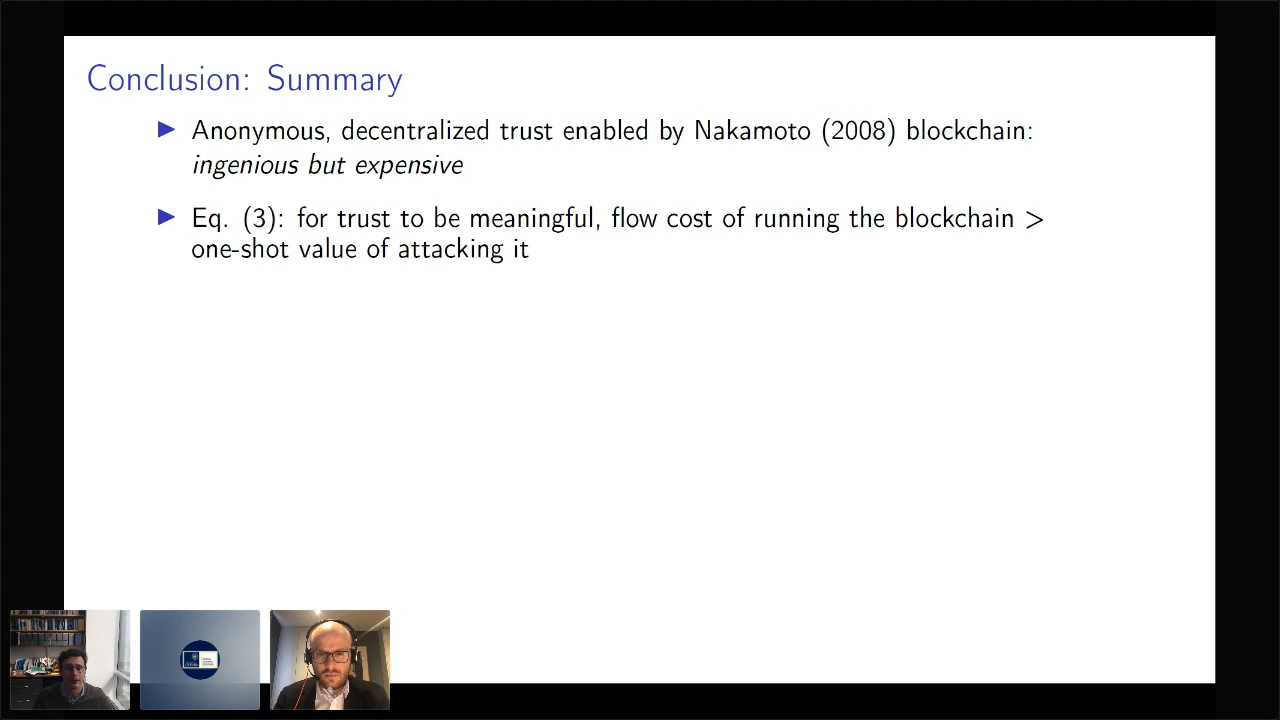 Conclusion: Summary
Anonymous, decentralized trust enabled by Nakamoto (2008) blockchain:
ingenious but expensive
Eq. (3): for trust to be meaningful, flow cost of running the blockchain >
one-shot value of attacking it